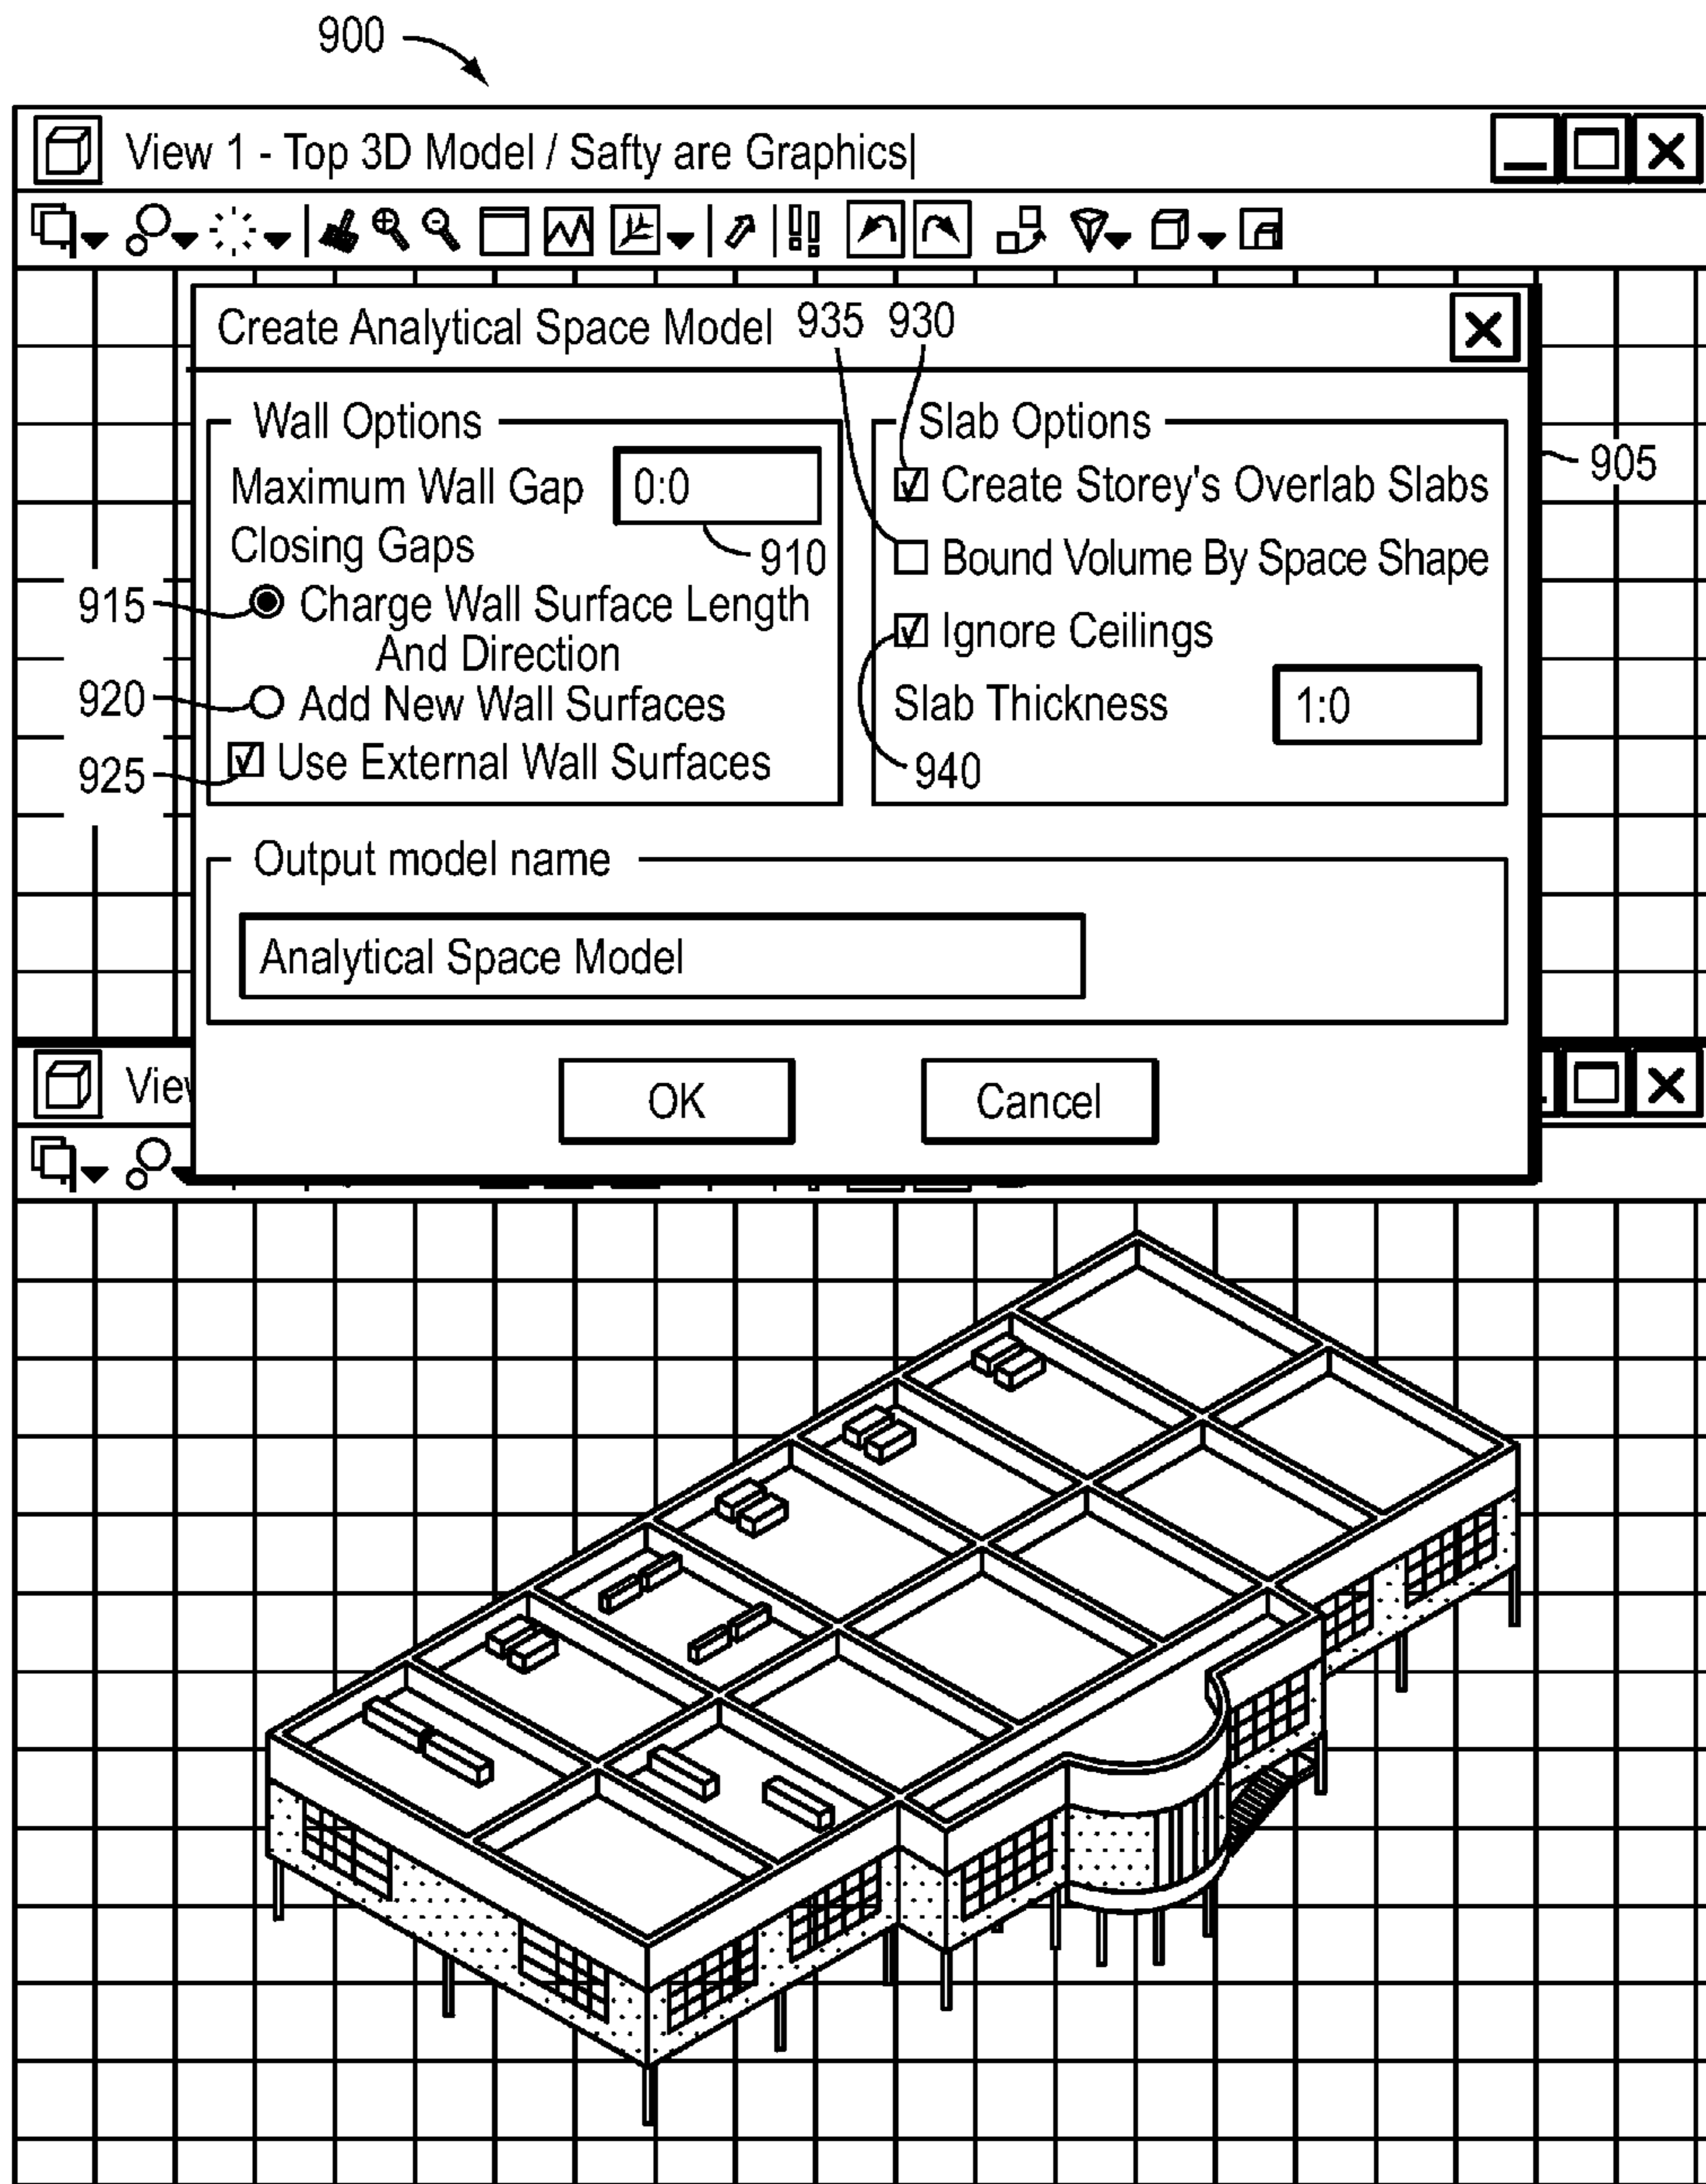 900
View 1 - Top 3D Model / Safty are Graphics
Create Analytical Space Model 935 930
Wall Options
Maximum Wall Gap 0:0
910
Closing Gaps
915 Charge Wall Surface Length
And Direction
920 Add New Wall Surfaces
925 Use External Wall Surfaces
Slab Options
905
Create Storey's Overlab Slabs
Bound Volume By Space Shape
Ignore Ceilings
Slab Thickness 1:0
940
Output model name
Analytical Space Model
OK Cancel
View